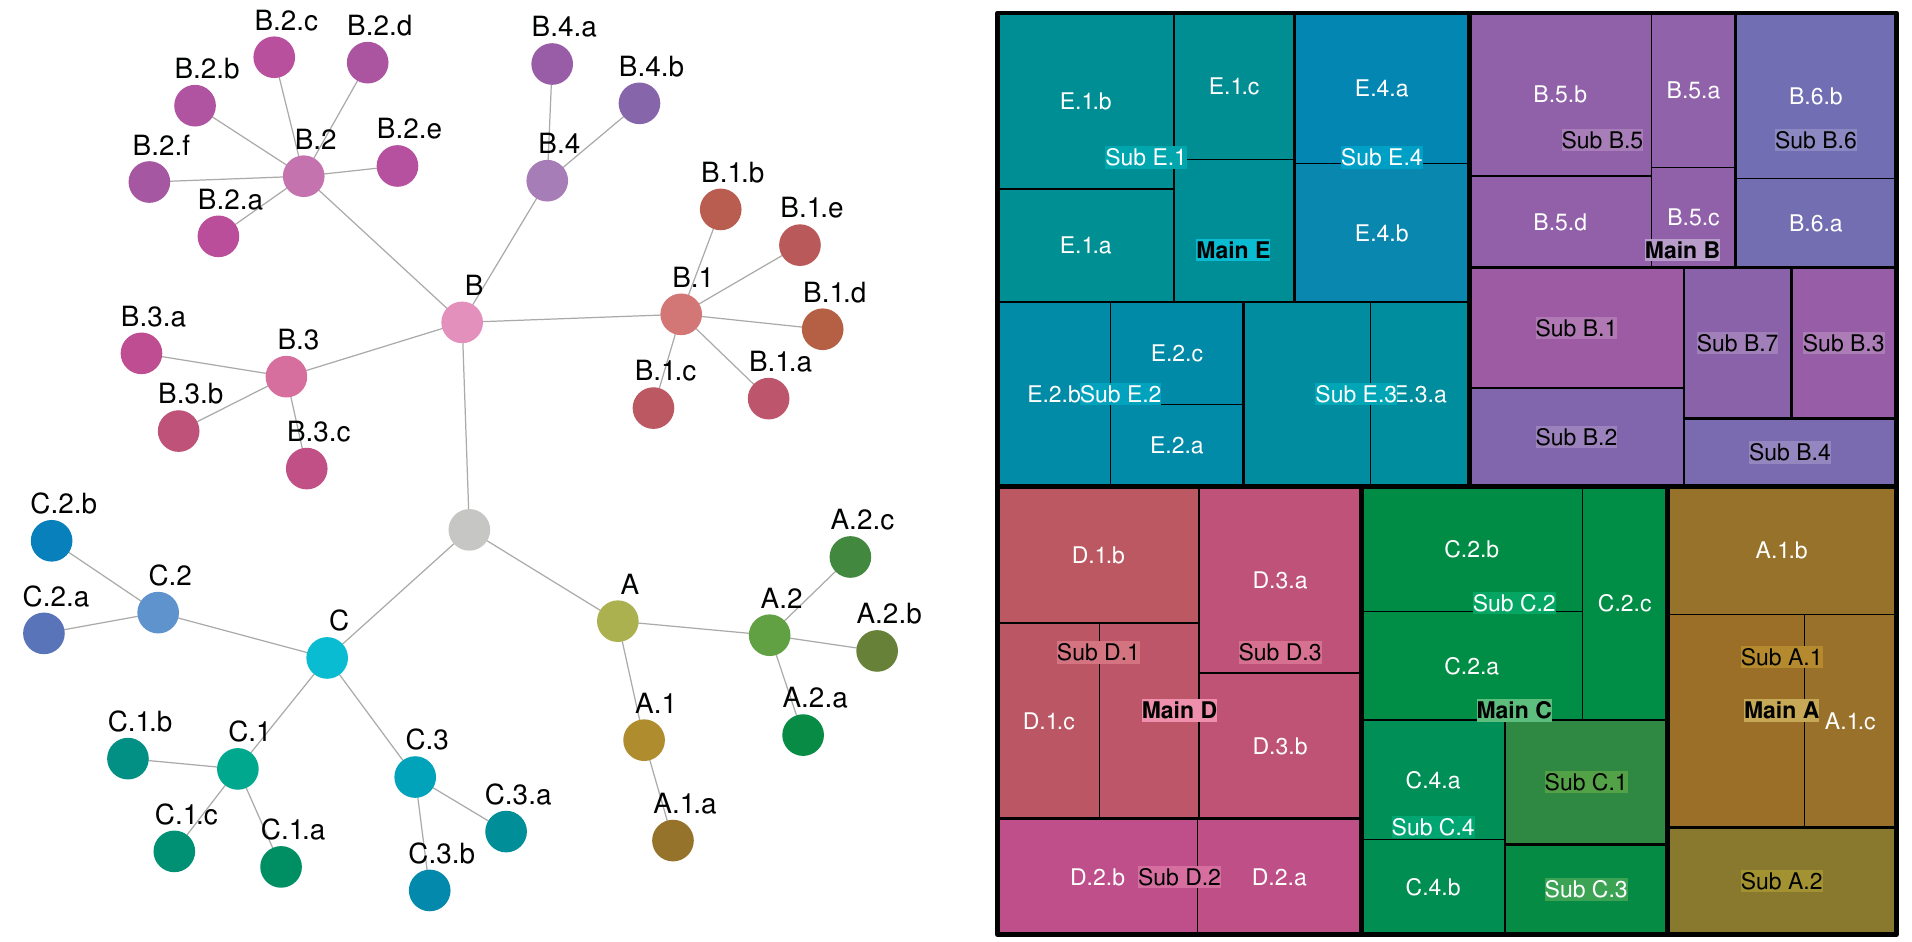 B.2.c
B.2.d
B.4.a
B.2.b
B.4.b
B.2.f
B.2
B.2.e
B.4
B.2.a
B.1.b
B.1.e
B
B.1
B.1.d
B.3.a
B.3
B.3.b
B.1.c
B.1.a
B.3.c
C.2.b
A.2.c
C.2.a
C.2
A
A.2
A.2.b
C
C.1.b
C.1
C.3
A.1
A.2.a
C.1.c
C.1.a
C.3.a
A.1.a
C.3.b
E.1.b
E.1.c
E.4.a
Sub E.1
Sub E.4
E.1.a
Main E
E.4.b
E.2.b
Sub E.2
E.2.c
E.2.a
Sub E.3
E.3.a
B.5.b
B.5.a
B.6.b
Sub B.5
Sub B.6
B.5.d
B.5.c
B.6.a
Main B
Sub B.1
Sub B.7
Sub B.3
Sub B.2
Sub B.4
D.1.b
D.3.a
Sub D.1
Sub D.3
D.1.c
Main D
D.3.b
D.2.b
Sub D.2
D.2.a
C.2.b
Sub C.2
C.2.c
C.2.a
Main C
C.4.a
Sub C.1
Sub C.4
C.4.b
Sub C.3
A.1.b
Sub A.1
Main A
A.1.c
Sub A.2